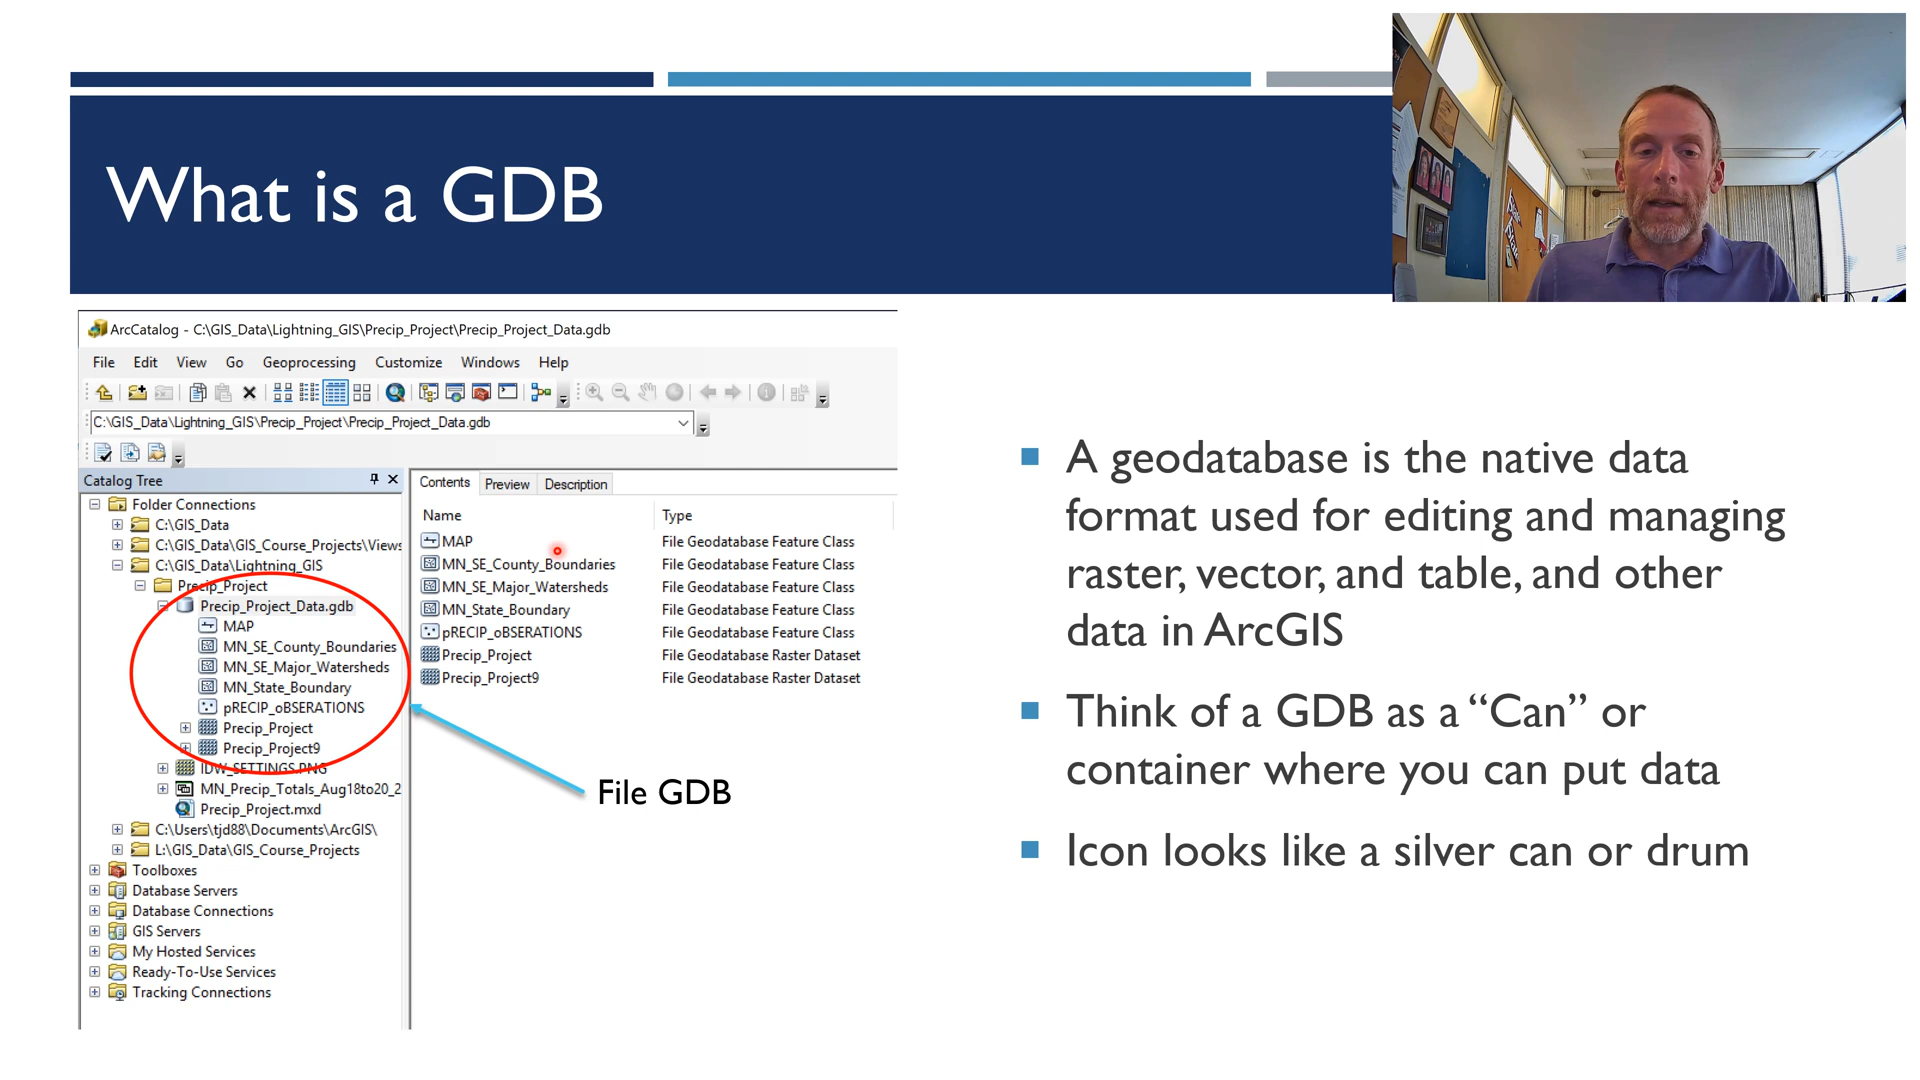 What is a GDB
ArcCatalog - C:\GIS_Data\Lightning_GIS\Precip_Project\Precip_Project_Data.gdb
File Edit View Go Geoprocessing Customize Windows Help
C:\GIS_Data\Lightning_GIS\Precip_Project\Precip_Project_Data.gdb
Catalog Tree
Folder Connections
C:\GIS_Data
C:\GIS_Data\GIS_Course_Projects\Views
C:\GIS_Data\Lightning_GIS
Precip_Project
Precip_Project_Data.gdb
MAP
MN_SE_County_Boundaries
MN_SE_Major_Watersheds
MN_State_Boundary
pRECIP_oBSERATIONS
Precip_Project
Precip_Project9
IDW_SETTINGS.PNG
MN_Precip_Totals_Aug18to20_2
Precip_Project.mxd
C:\Users\tjd88\Documents\ArcGIS\
L:\GIS_Data\GIS_Course_Projects
Toolboxes
Database Servers
Database Connections
GIS Servers
My Hosted Services
Ready-To-Use Services
Tracking Connections
Contents Preview Description
Name Type
MAP File Geodatabase Feature Class
MN_SE_County_Boundaries File Geodatabase Feature Class
MN_SE_Major_Watersheds File Geodatabase Feature Class
MN_State_Boundary File Geodatabase Feature Class
pRECIP_oBSERATIONS File Geodatabase Feature Class
Precip_Project File Geodatabase Raster Dataset
Precip_Project9 File Geodatabase Raster Dataset
File GDB
A geodatabase is the native data
format used for editing and managing
raster, vector, and table, and other
data in ArcGIS
Think of a GDB as a “Can” or
container where you can put data
Icon looks like a silver can or drum